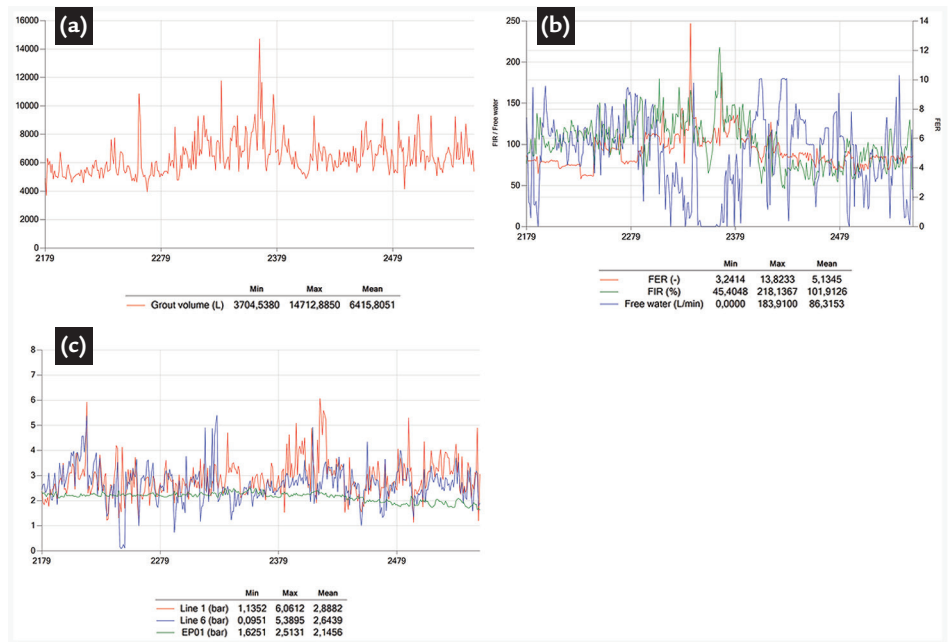 (a)
16000
14000
12000
10000
8000
6000
4000
2000
0
2179 2279 2379 2479
Min Max Mean
Grout volume (L) 3704,5380 14712,8850 6415,8051
(b)
250
200
150
100
50
0
FIR / Free water
14
12
10
8
6
4
2
0
FER
2179 2279 2379 2479
Min Max Mean
FER (-) 3,2414 13,8233 5,1345
FIR (%) 45,4048 218,1367 101,9126
Free water (L/min) 0,0000 183,9100 86,3153
(c)
8
7
6
5
4
3
2
1
0
2179 2279 2379 2479
Min Max Mean
Line 1 (bar) 1,1352 6,0612 2,8882
Line 6 (bar) 0,0951 5,3895 2,6439
EP01 (bar) 1,6251 2,5131 2,1456